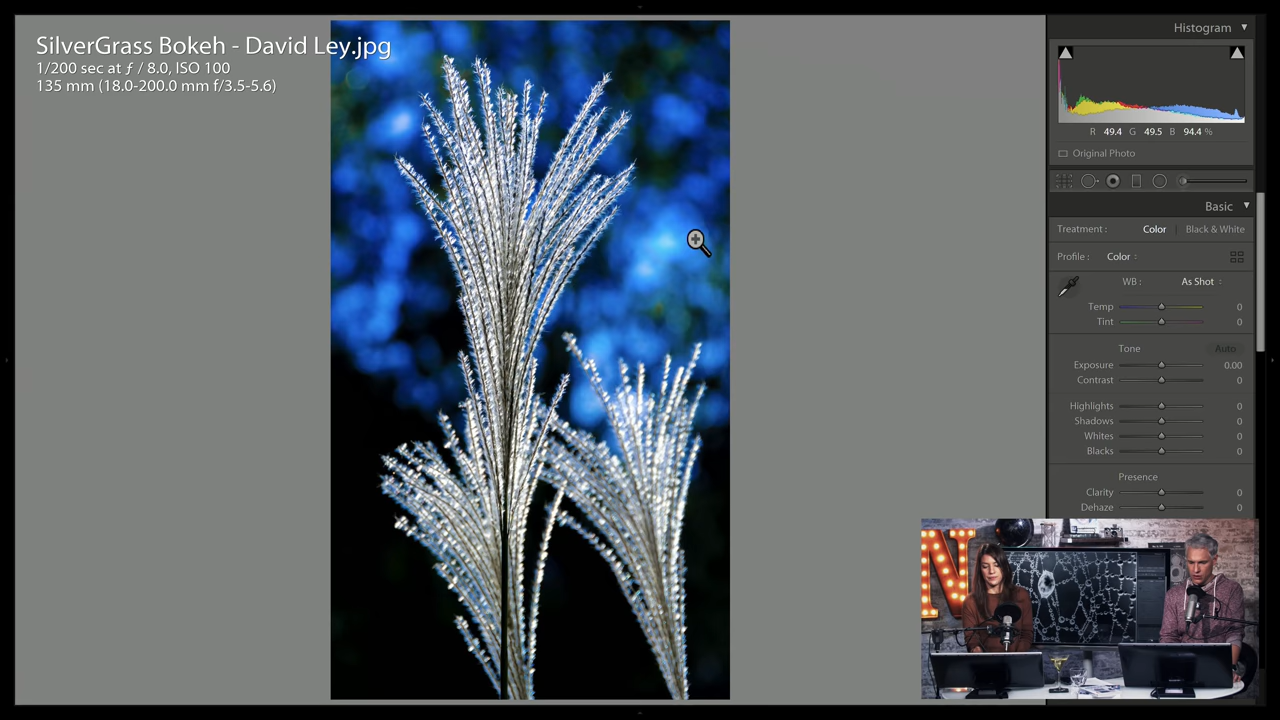 SilverGrass Bokeh - David Ley.jpg
1/200 sec at ƒ / 8.0, ISO 100
135 mm (18.0-200.0 mm f/3.5-5.6)
Histogram
R 49.4 G 49.5 B 94.4 %
Original Photo
Basic
Treatment : Color Black & White
Profile : Color
WB : As Shot
Temp 0
Tint 0
Tone Auto
Exposure 0.00
Contrast 0
Highlights 0
Shadows 0
Whites 0
Blacks 0
Presence
Clarity 0
Dehaze 0
N